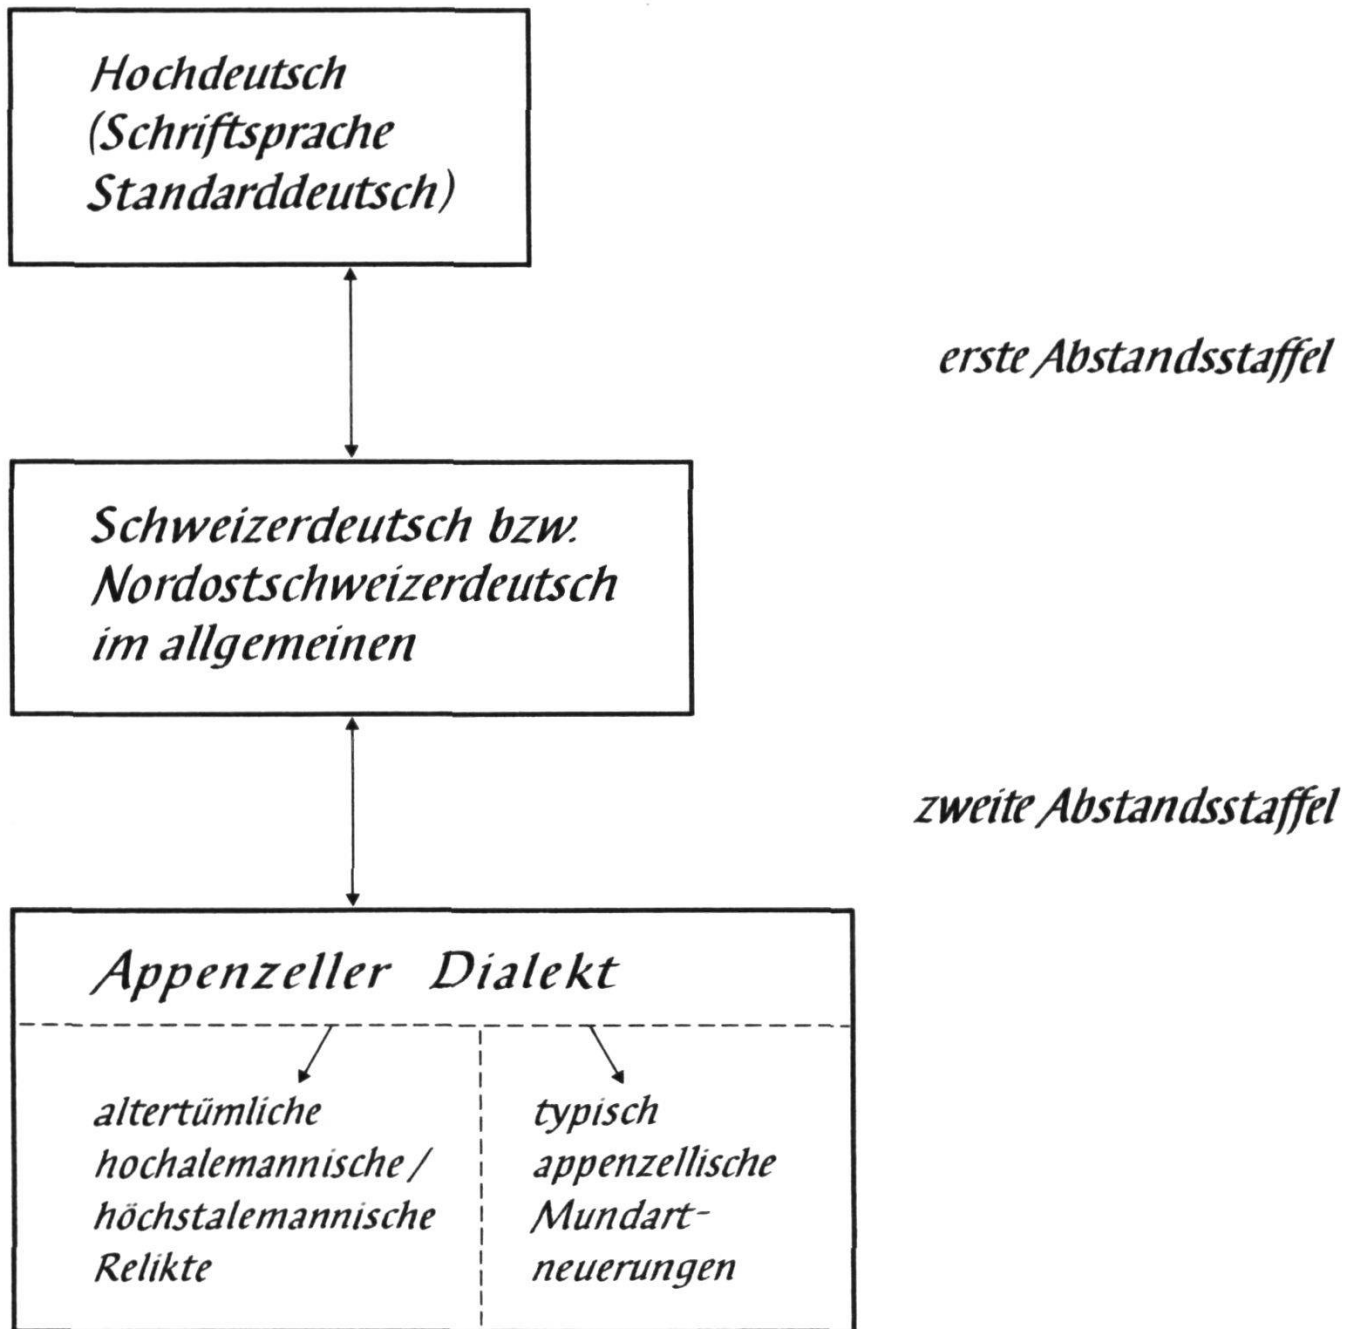 Hochdeutsch
(Schriftsprache
Standarddeutsch)
erste Abstandsstaffel
Schweizerdeutsch bzw.
Nordostschweizerdeutsch
im allgemeinen
zweite Abstandsstaffel
Appenzeller Dialekt
altertümliche
hochalemannische /
höchstalemannische
Relikte
typisch
appenzellische
Mundart-
neuerungen